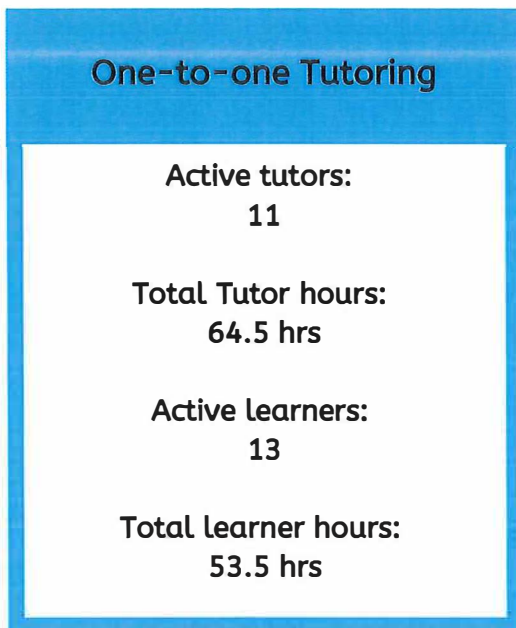 One-to-one Tutoring
Active tutors:
11
Total Tutor hours:
64.5 hrs
Active learners:
13
Total learner hours:
53.5 hrs